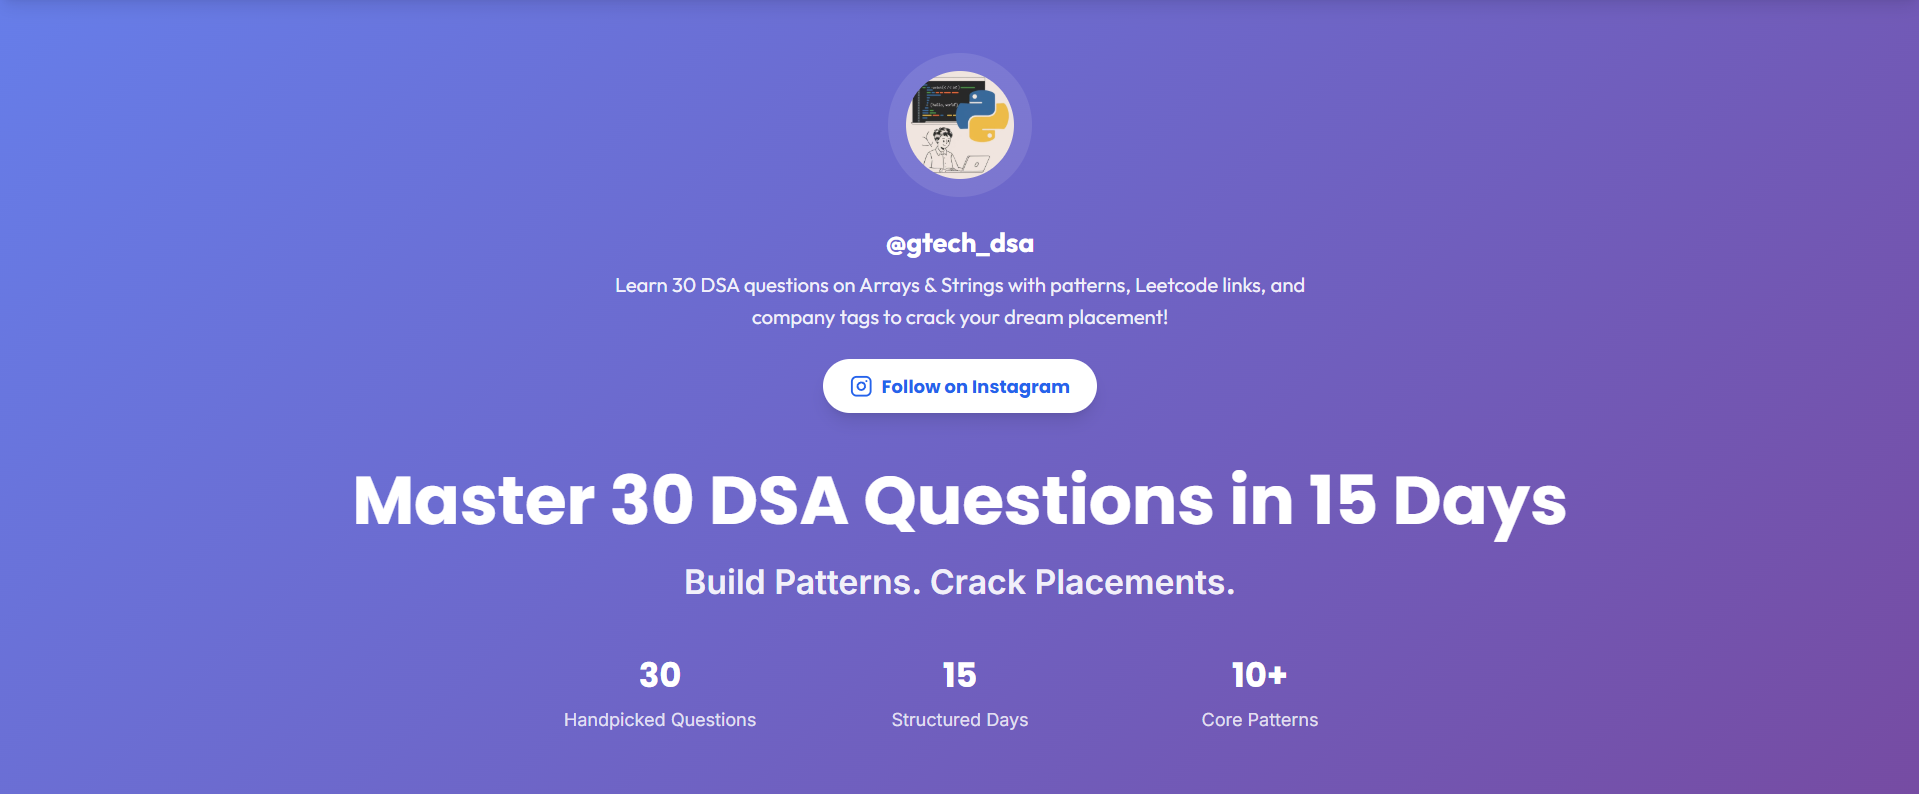 @gtech_dsa
Learn 30 DSA questions on Arrays & Strings with patterns, Leetcode links, and
company tags to crack your dream placement!
Follow on Instagram
Master 30 DSA Questions in 15 Days
Build Patterns. Crack Placements.
30
15
10+
Handpicked Questions
Structured Days
Core Patterns